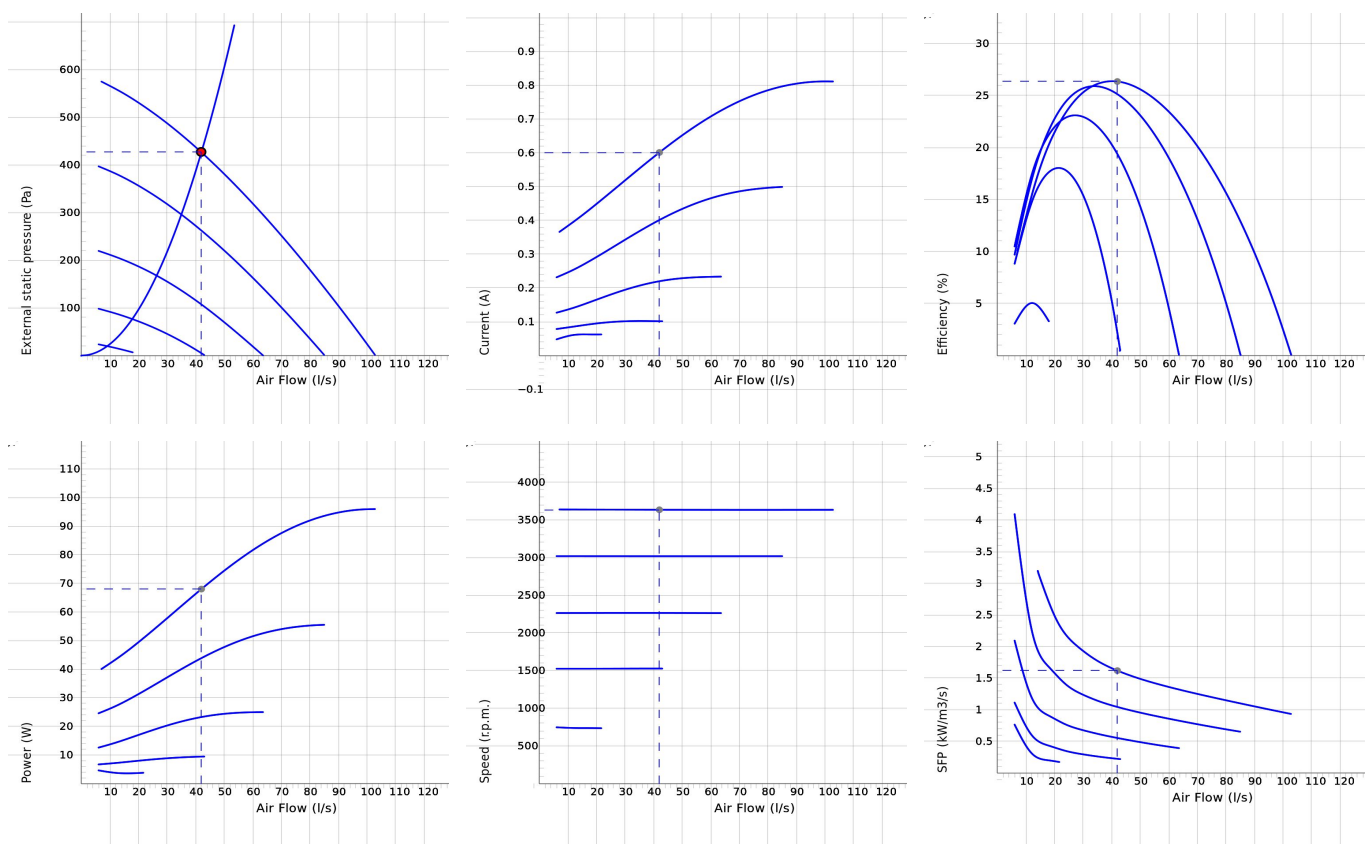 600
500
400
300
200
100
10 20 30 40 50 60 70 80 90 100 110 120
Air Flow (l/s)
External static pressure (Pa)
0.9
0.8
0.7
0.6
0.5
0.4
0.3
0.2
0.1
−0.1
10 20 30 40 50 60 70 80 90 100 110 120
Air Flow (l/s)
Current (A)
30
25
20
15
10
5
10 20 30 40 50 60 70 80 90 100 110 120
Air Flow (l/s)
Efficiency (%)
110
100
90
80
70
60
50
40
30
20
10
10 20 30 40 50 60 70 80 90 100 110 120
Air Flow (l/s)
Power (W)
4000
3500
3000
2500
2000
1500
1000
500
10 20 30 40 50 60 70 80 90 100 110 120
Air Flow (l/s)
Speed (r.p.m.)
5
4.5
4
3.5
3
2.5
2
1.5
1
0.5
10 20 30 40 50 60 70 80 90 100 110 120
Air Flow (l/s)
SFP (kW/m3/s)